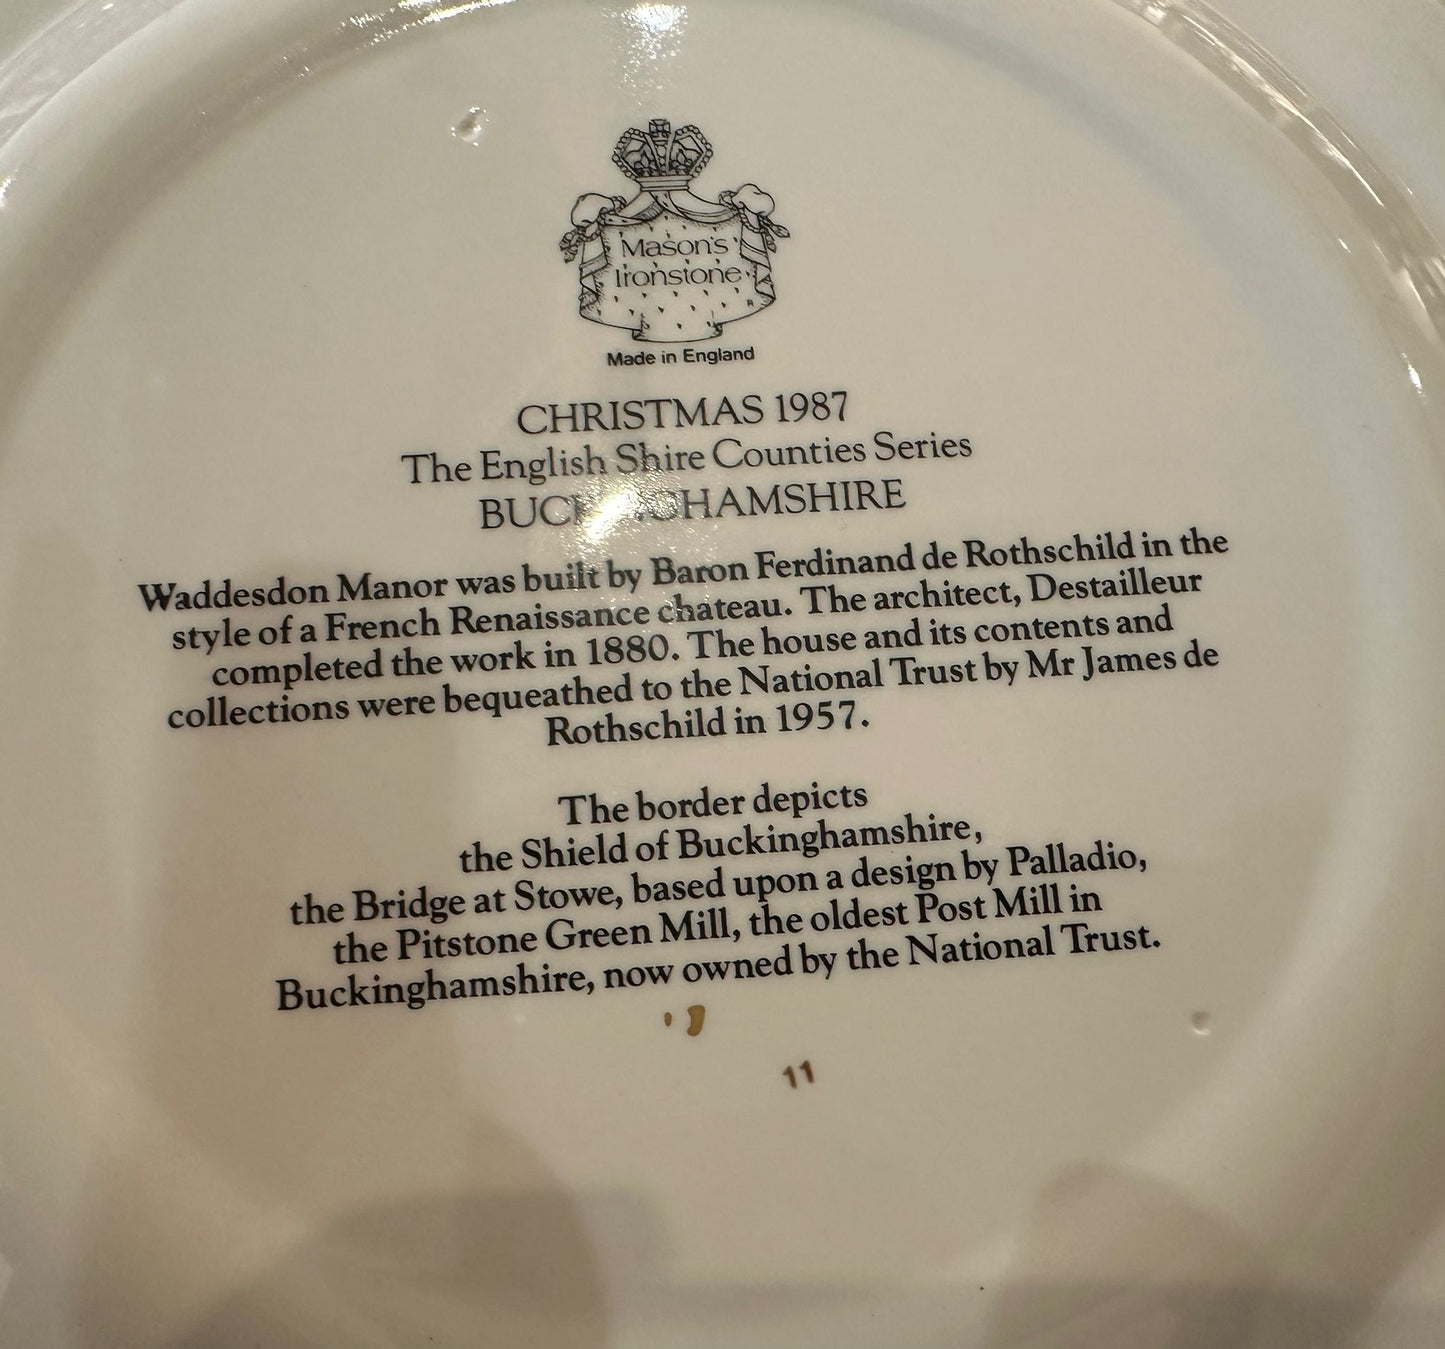 Mason's
Ironstone
Made in England
CHRISTMAS 1987
The English Shire Counties Series
BUCKINGHAMSHIRE
Waddesdon Manor was built by Baron Ferdinand de Rothschild in the
style of a French Renaissance chateau. The architect, Destailleur
completed the work in 1880. The house and its contents and
collections were bequeathed to the National Trust by Mr James de
Rothschild in 1957.
The border depicts
the Shield of Buckinghamshire,
the Bridge at Stowe, based upon a design by Palladio,
the Pitstone Green Mill, the oldest Post Mill in
Buckinghamshire, now owned by the National Trust.
11